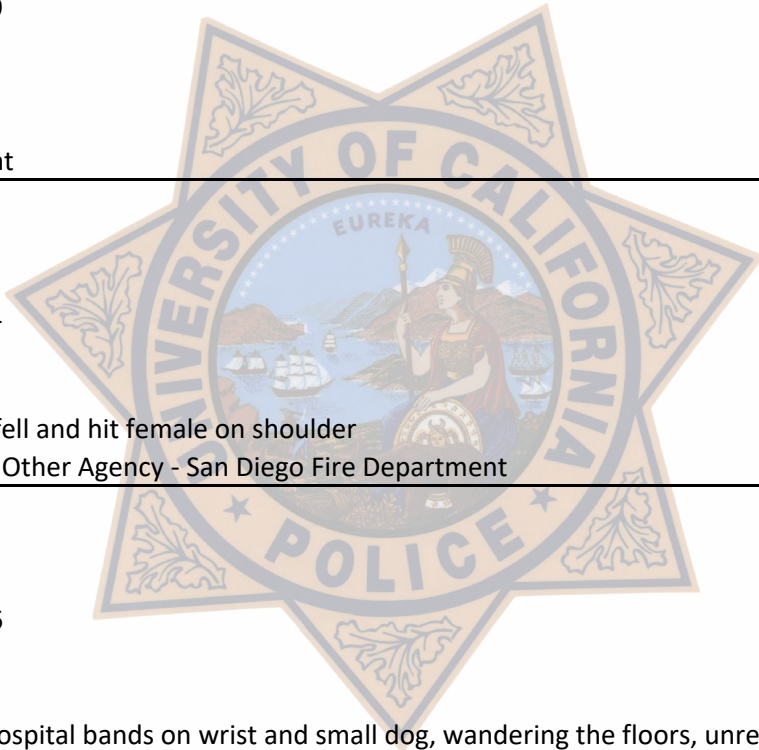 UNIVERSITY OF CALIFORNIA
EUREKA
fell and hit female on shoulder
Other Agency - San Diego Fire Department
POLICE
ospital bands on wrist and small dog, wandering the floors, unre